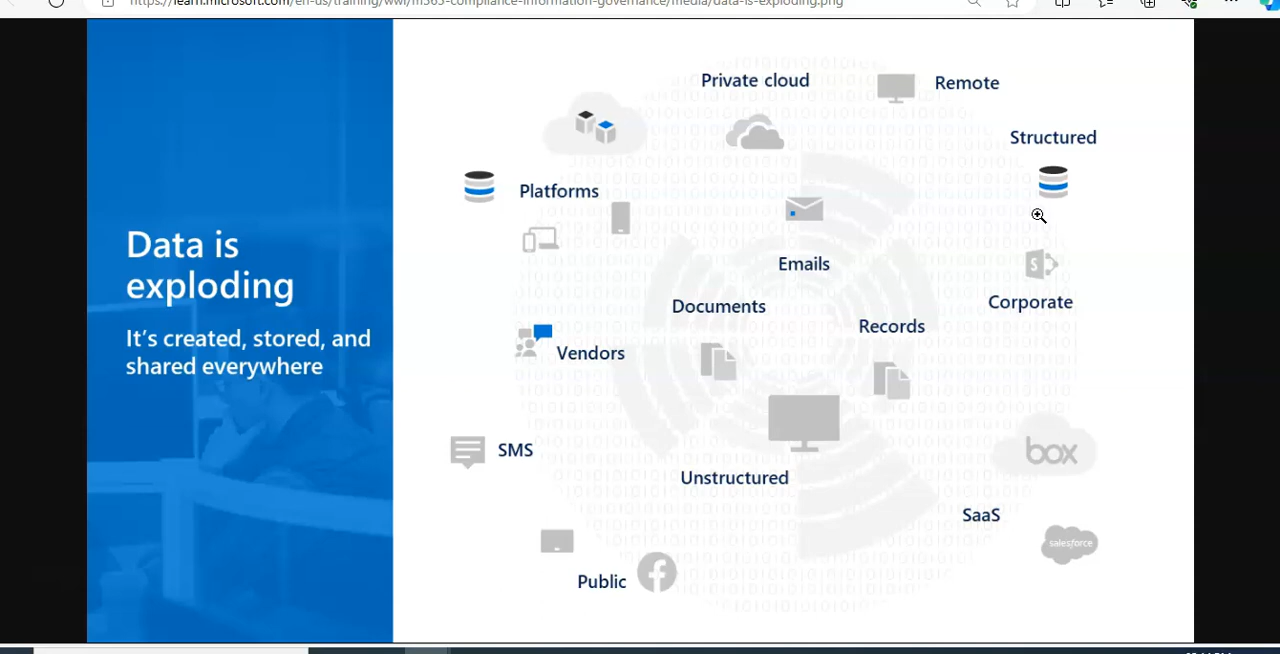 https://learn.microsoft.com/en-us/training/wwl/m365-compliance-information-governance/media/data-is-exploding.png
Data is
exploding
It's created, stored, and
shared everywhere
Private cloud
Remote
Structured
Platforms
Emails
Corporate
Documents
Records
Vendors
SMS
box
Unstructured
SaaS
salesforce
Public